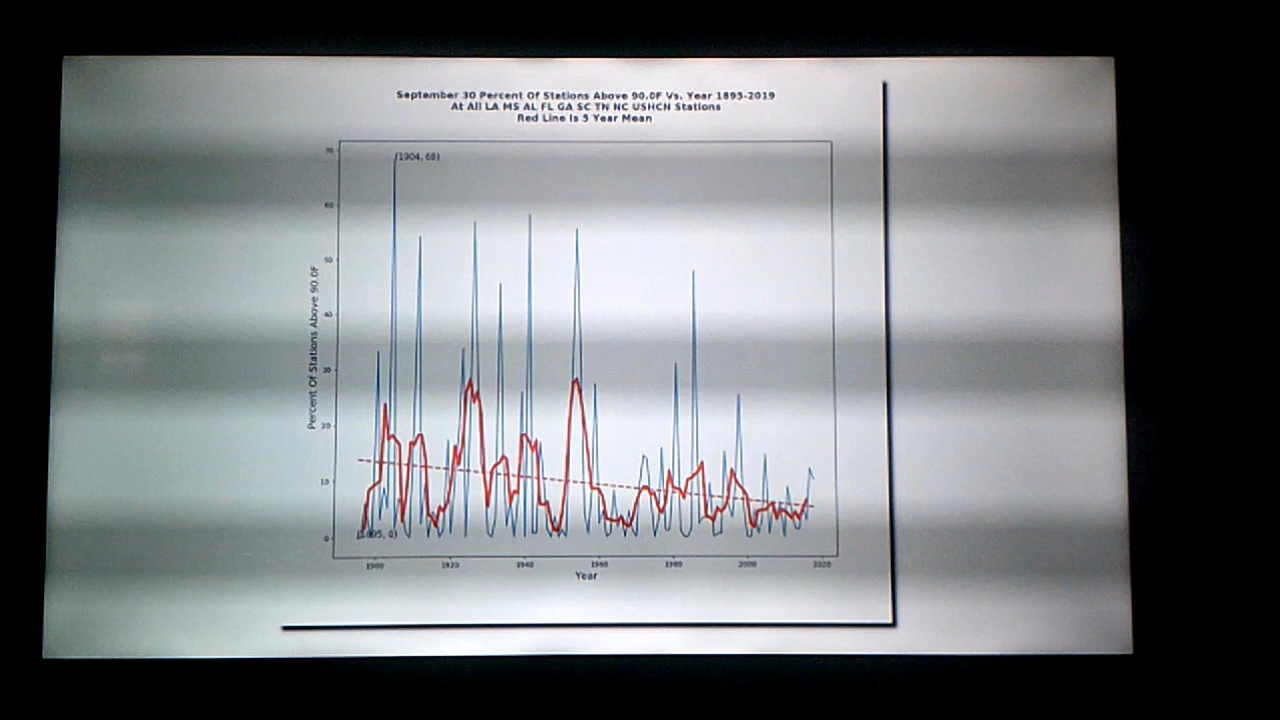 September 30 Percent Of Stations Above 90.0F Vs. Year 1895-2019
At All LA MS AL FL GA SC TN NC USHCN Stations
Red Line Is 5 Year Mean
70
(1904, 68)
60
50
40
30
20
10
0
(1895, 0)
Percent Of Stations Above 90.0F
1900 1920 1940 1960 1980 2000 2020
Year